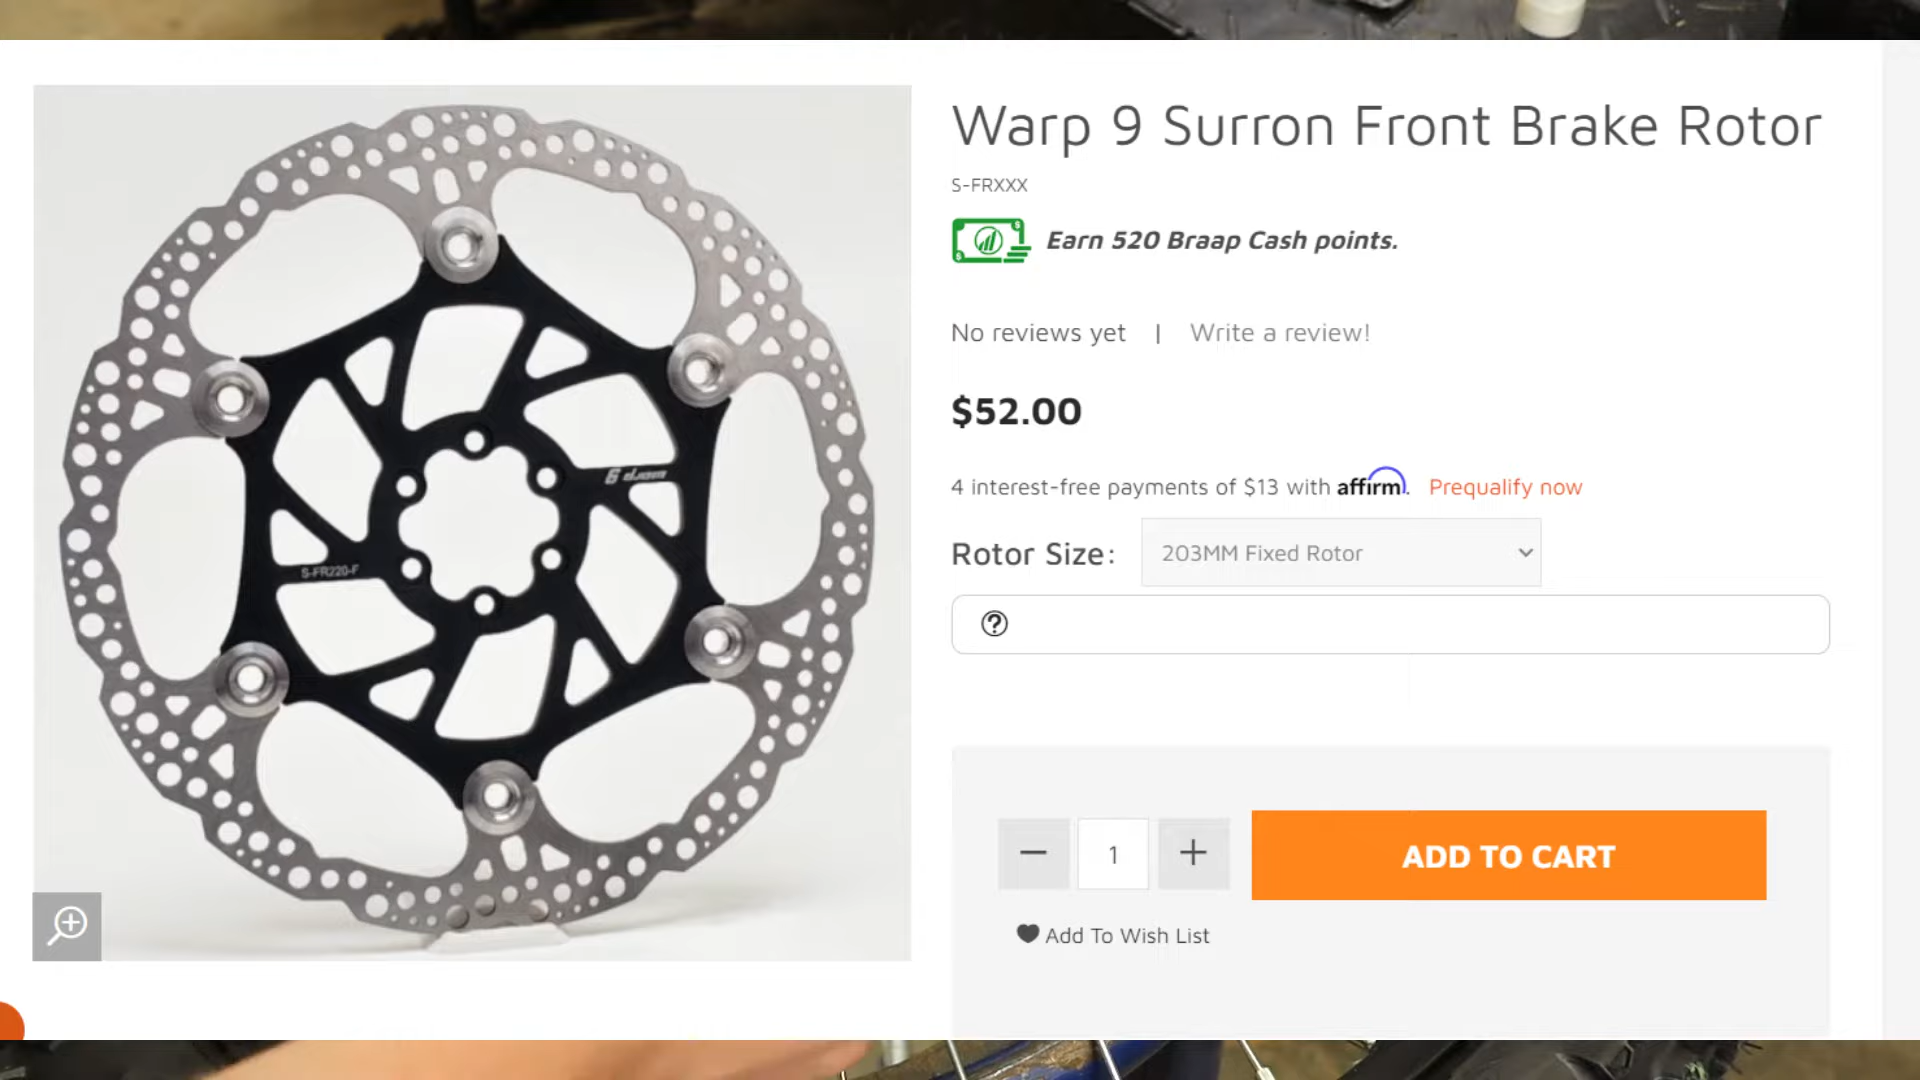 Warp 9 Surron Front Brake Rotor
S-FRXXX
Earn 520 Braap Cash points.
No reviews yet | Write a review!
$52.00
4 interest-free payments of $13 with affirm. Prequalify now
Rotor Size: 203MM Fixed Rotor
warp 9
S-FR220-F
1
ADD TO CART
Add To Wish List